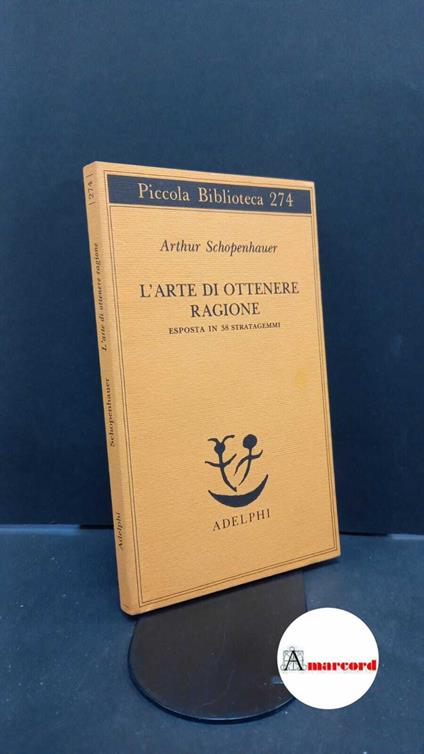 Piccola Biblioteca 274
Arthur Schopenhauer
L'ARTE DI OTTENERE
RAGIONE
ESPOSTA IN 38 STRATAGEMMI
ADELPHI
| 274 |
L'arte di ottenere ragione
Schopenhauer
Adelphi
Amarcord